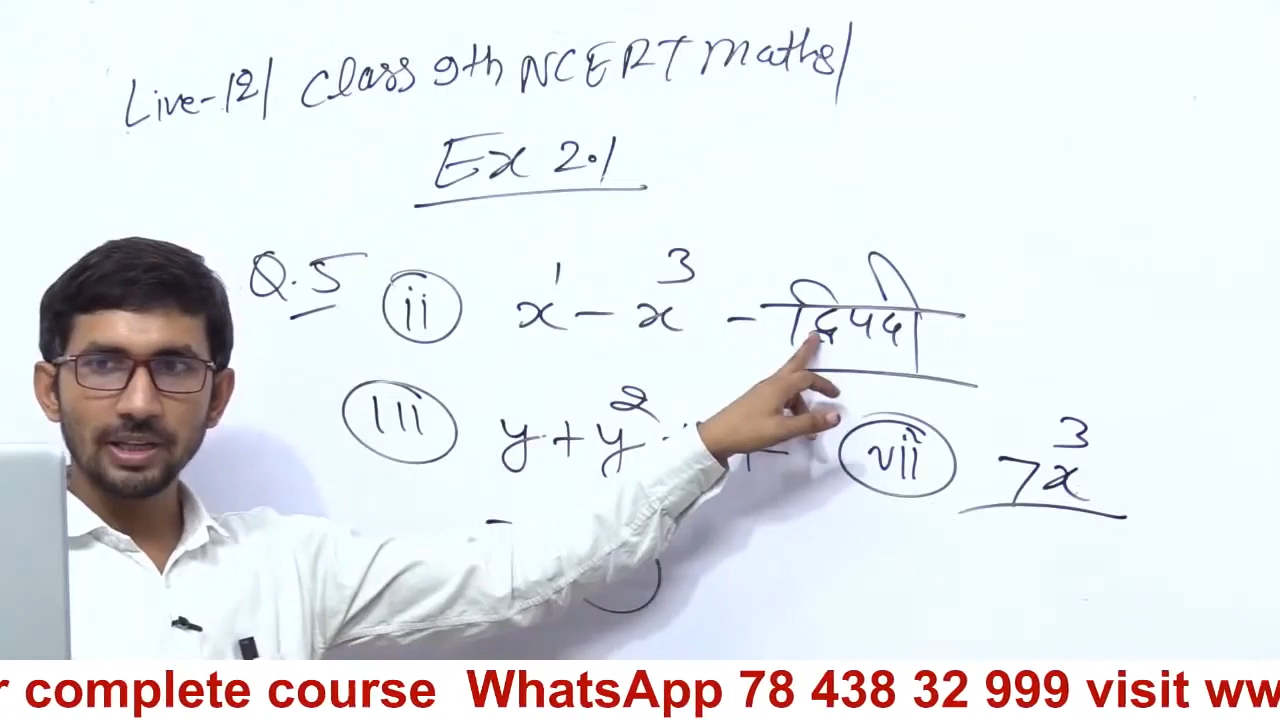 Live-12/ Class 9th NCERT Maths/
Ex 2.1
Q.5 (ii) x¹ - x³ - द्विपदी
(iii) y + y²
(vii) 7x³
r complete course WhatsApp 78 438 32 999 visit ww